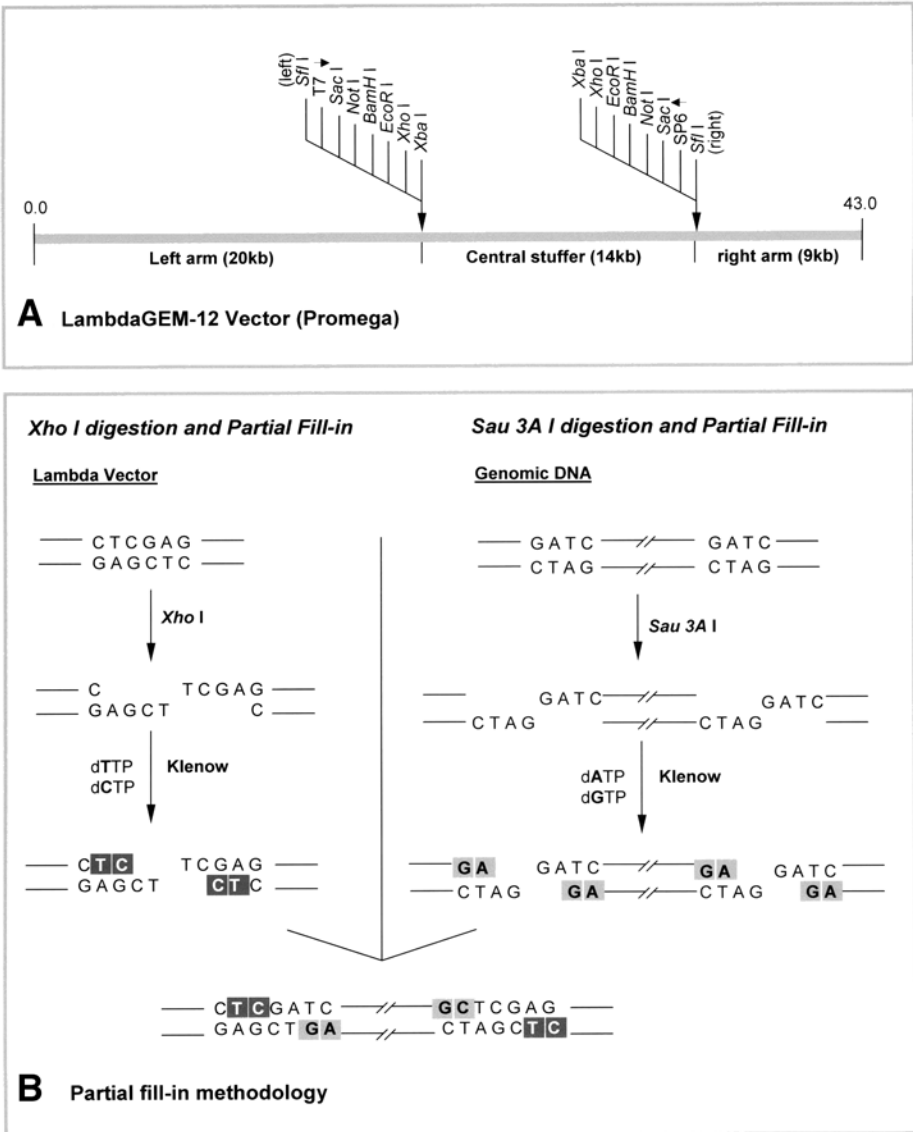 (left)
Sfl I
T7
Sac I
Not I
BamH I
EcoR I
Xho I
Xba I
Xba I
Xho I
EcoR I
BamH I
Not I
Sac I
SP6
Sfl I
(right)
0.0
43.0
Left arm (20kb)
Central stuffer (14kb)
right arm (9kb)
A LambdaGEM-12 Vector (Promega)
Xho I digestion and Partial Fill-in
Lambda Vector
CTCGAG
GAGCTC
Xho I
C TCGAG
GAGCT C
dTTP
dCTP
Klenow
CTC TCGAG
GAGCT CTC
Sau 3A I digestion and Partial Fill-in
Genomic DNA
GATC GATC
CTAG CTAG
Sau 3A I
GATC GATC
CTAG CTAG
dATP
dGTP
Klenow
GA GATC GA GATC
CTAG GA CTAG GA
CTCGATC GCTCGAG
GAGCTGA CTAGCTC
B Partial fill-in methodology